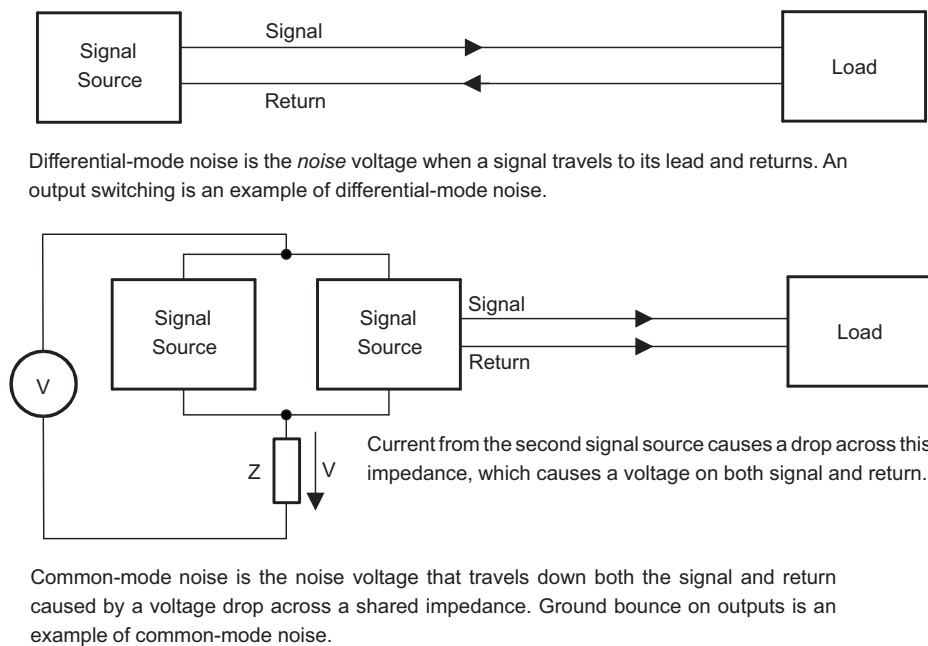 Signal
Source
Signal
Return
Load
Differential-mode noise is the noise voltage when a signal travels to its lead and returns. An
output switching is an example of differential-mode noise.
Signal
Source
Signal
Source
Signal
Return
Load
V
Z
V
Current from the second signal source causes a drop across this
impedance, which causes a voltage on both signal and return.
Common-mode noise is the noise voltage that travels down both the signal and return
caused by a voltage drop across a shared impedance. Ground bounce on outputs is an
example of common-mode noise.